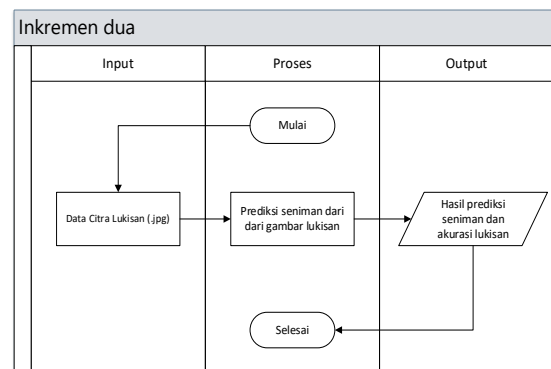 Inkremen dua
Input
Proses
Output
Mulai
Data Citra Lukisan (.jpg)
Prediksi seniman dari
dari gambar lukisan
Hasil prediksi
seniman dan
akurasi lukisan
Selesai